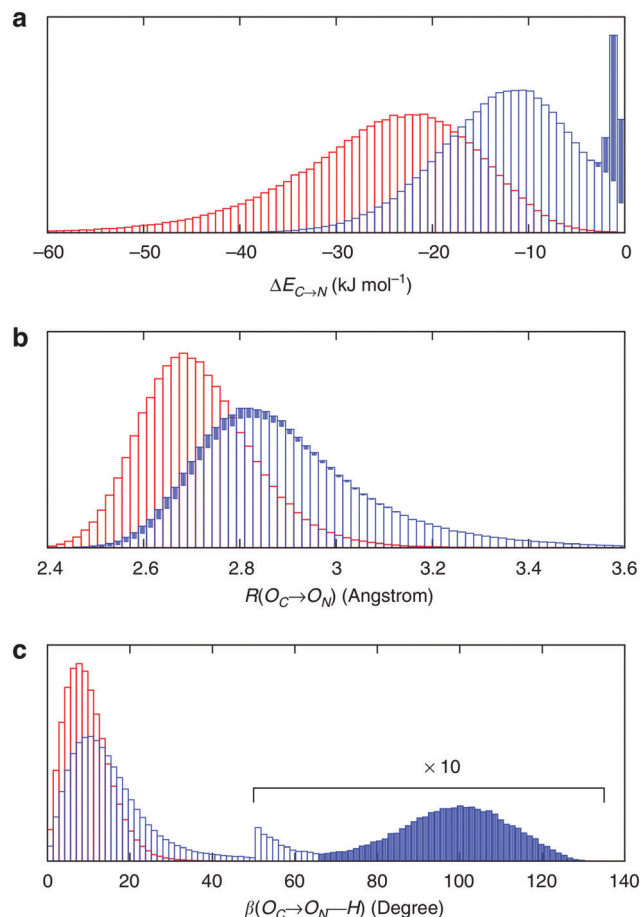 a
−60 −50 −40 −30 −20 −10 0
ΔE_C→N (kJ mol⁻¹)
b
2.4 2.6 2.8 3 3.2 3.4 3.6
R(O_C→O_N) (Angstrom)
c
× 10
0 20 40 60 80 100 120 140
β(O_C→O_N—H) (Degree)